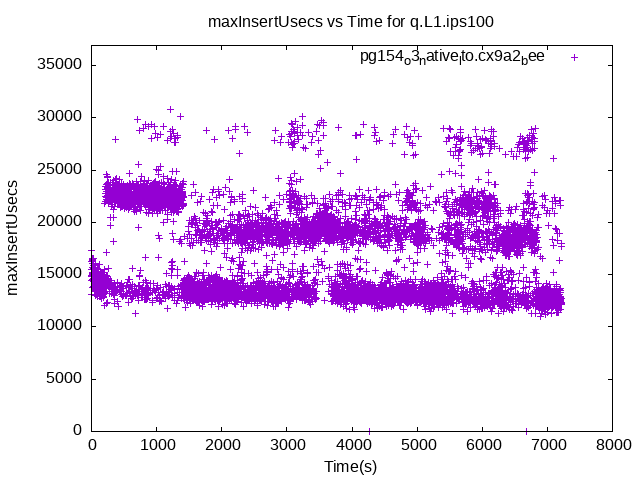 maxInsertUsecs vs Time for q.L1.ips100
pg154_o3_native_lto.cx9a2_bee
35000
30000
25000
20000
15000
10000
5000
0
maxInsertUsecs
0 1000 2000 3000 4000 5000 6000 7000 8000
Time(s)